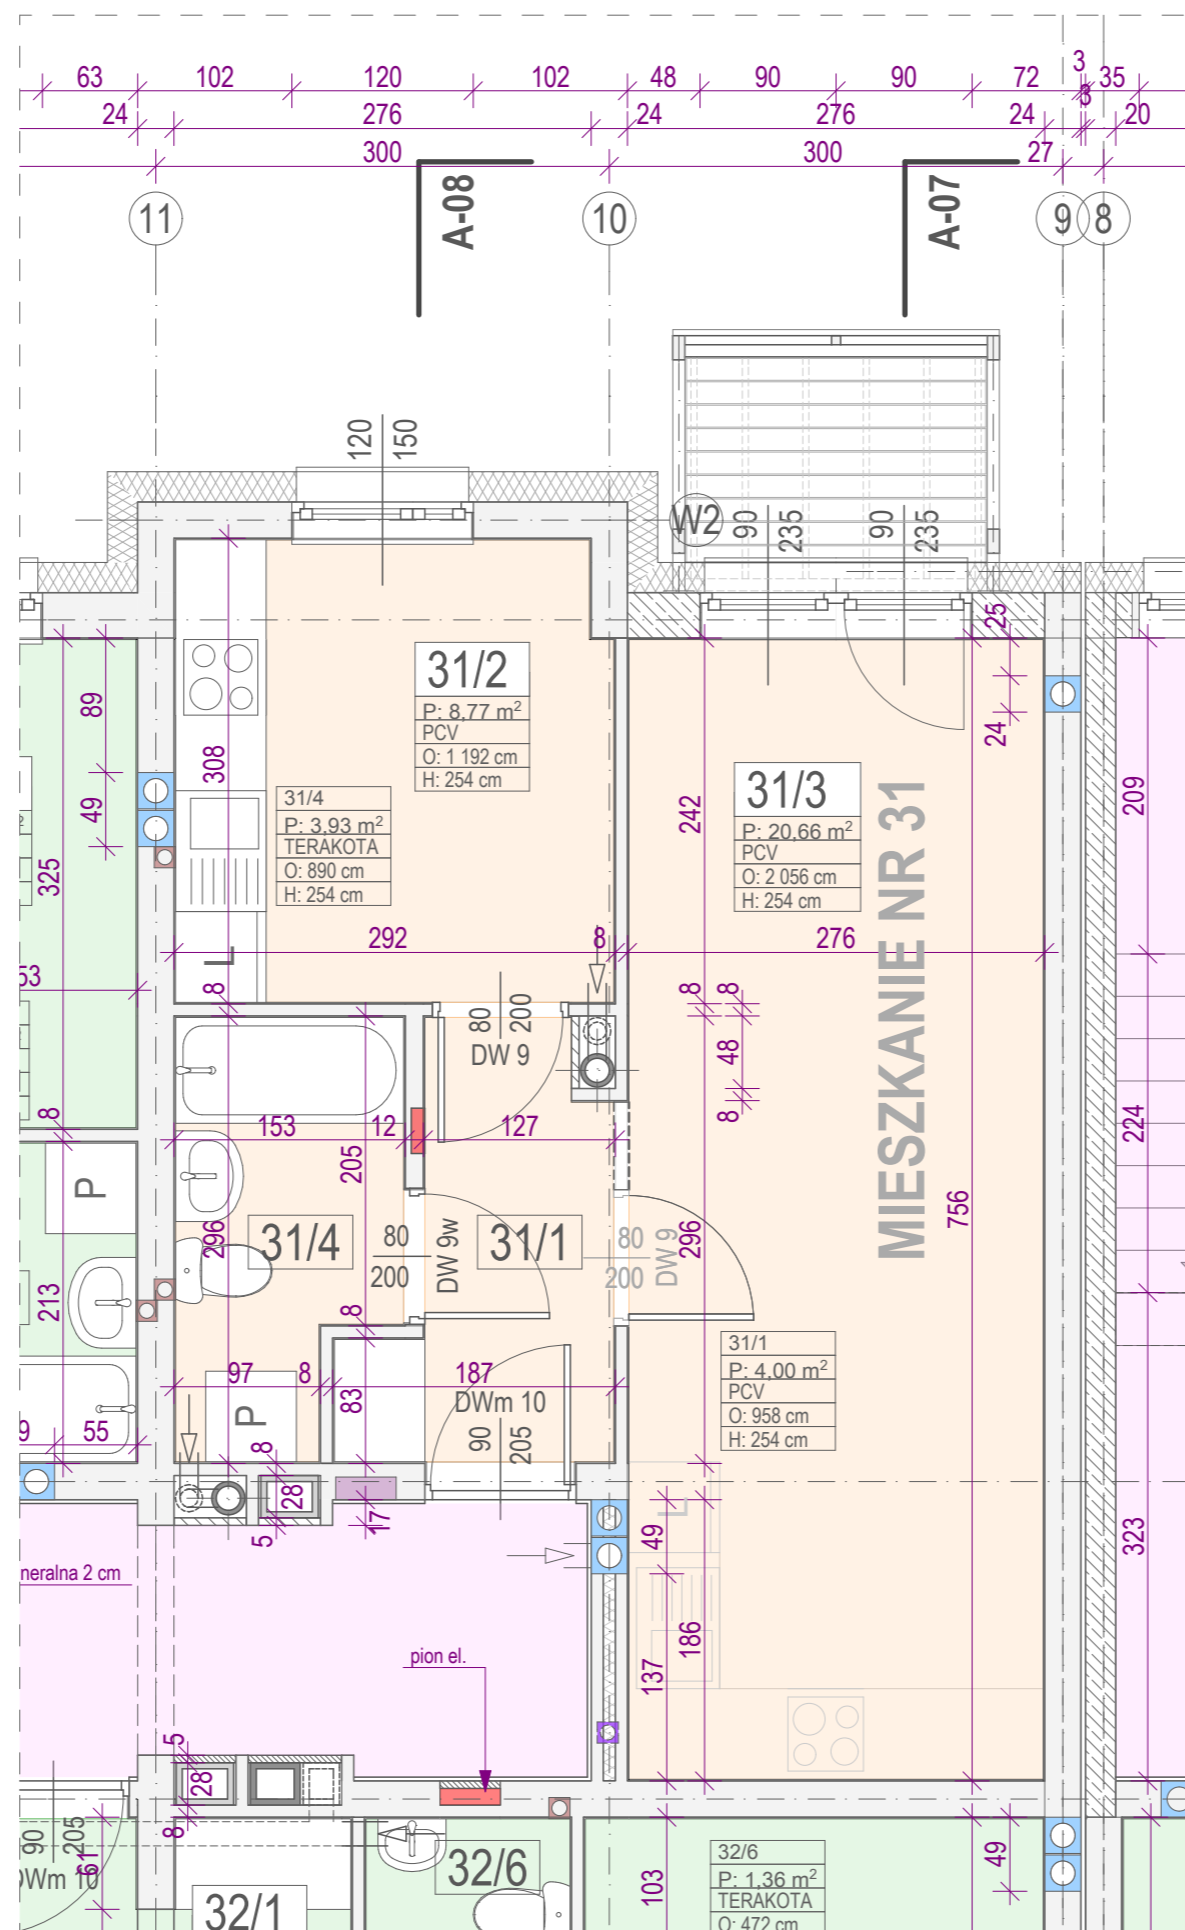 63 102 120 102 48 90 90 72 3 35
8
24 276 24 276 24 20
300 300 27
11 10 9 8
A-08
A-07
120
150
W2
90
235
90
235
25
24
89
49
325
308
31/2
P: 8,77 m²
PCV
O: 1 192 cm
H: 254 cm
31/4
P: 3,93 m²
TERAKOTA
O: 890 cm
H: 254 cm
242
31/3
P: 20,66 m²
PCV
O: 2 056 cm
H: 254 cm
MIESZKANIE NR 31
209
53
292 8 276
L
8
8 8
80
200
DW 9
48
8
8
153 12 127
205
224
P
296
31/4
80
200
DW 9w
31/1
80
200
DW 9
296
756
213
8
97 8 187
83
31/1
P: 4,00 m²
PCV
O: 958 cm
H: 254 cm
P
DWm 10
90
205
9 55
8
28
5
17
L
49
323
neralna 2 cm
186
137
pion el.
5
28
8
90
205
DWm 10
61
32/1
32/6
103
32/6
P: 1,36 m²
TERAKOTA
O: 472 cm
49